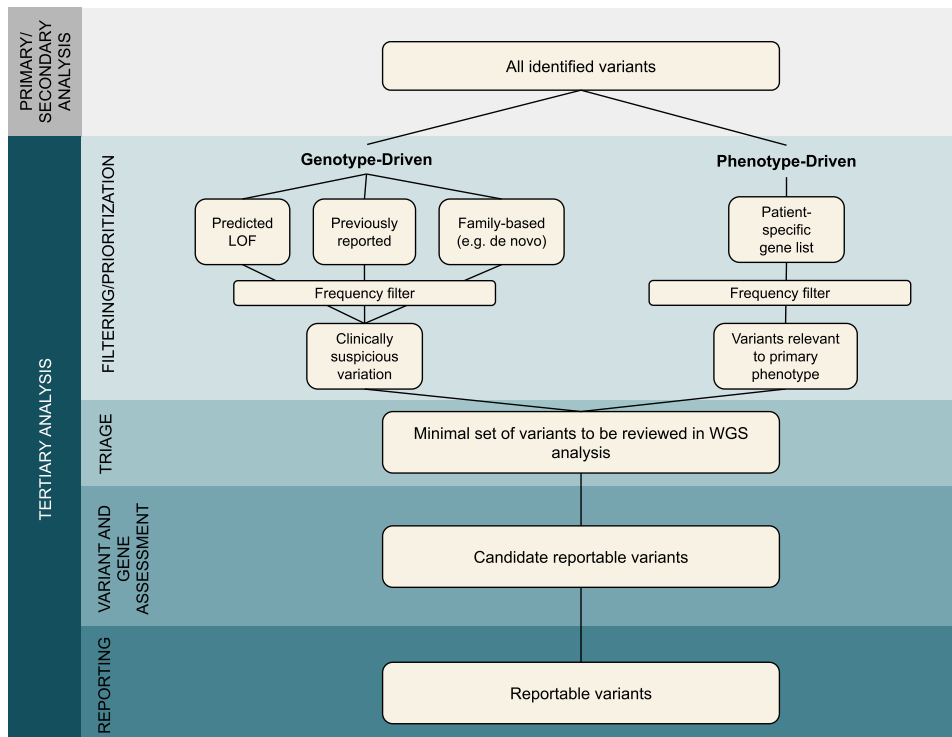 PRIMARY/
SECONDARY
ANALYSIS
All identified variants
TERTIARY ANALYSIS
FILTERING/PRIORITIZATION
Genotype-Driven
Phenotype-Driven
Predicted
LOF
Previously
reported
Family-based
(e.g. de novo)
Patient-
specific
gene list
Frequency filter
Frequency filter
Clinically
suspicious
variation
Variants relevant
to primary
phenotype
TRIAGE
Minimal set of variants to be reviewed in WGS
analysis
VARIANT AND
GENE
ASSESSMENT
Candidate reportable variants
REPORTING
Reportable variants